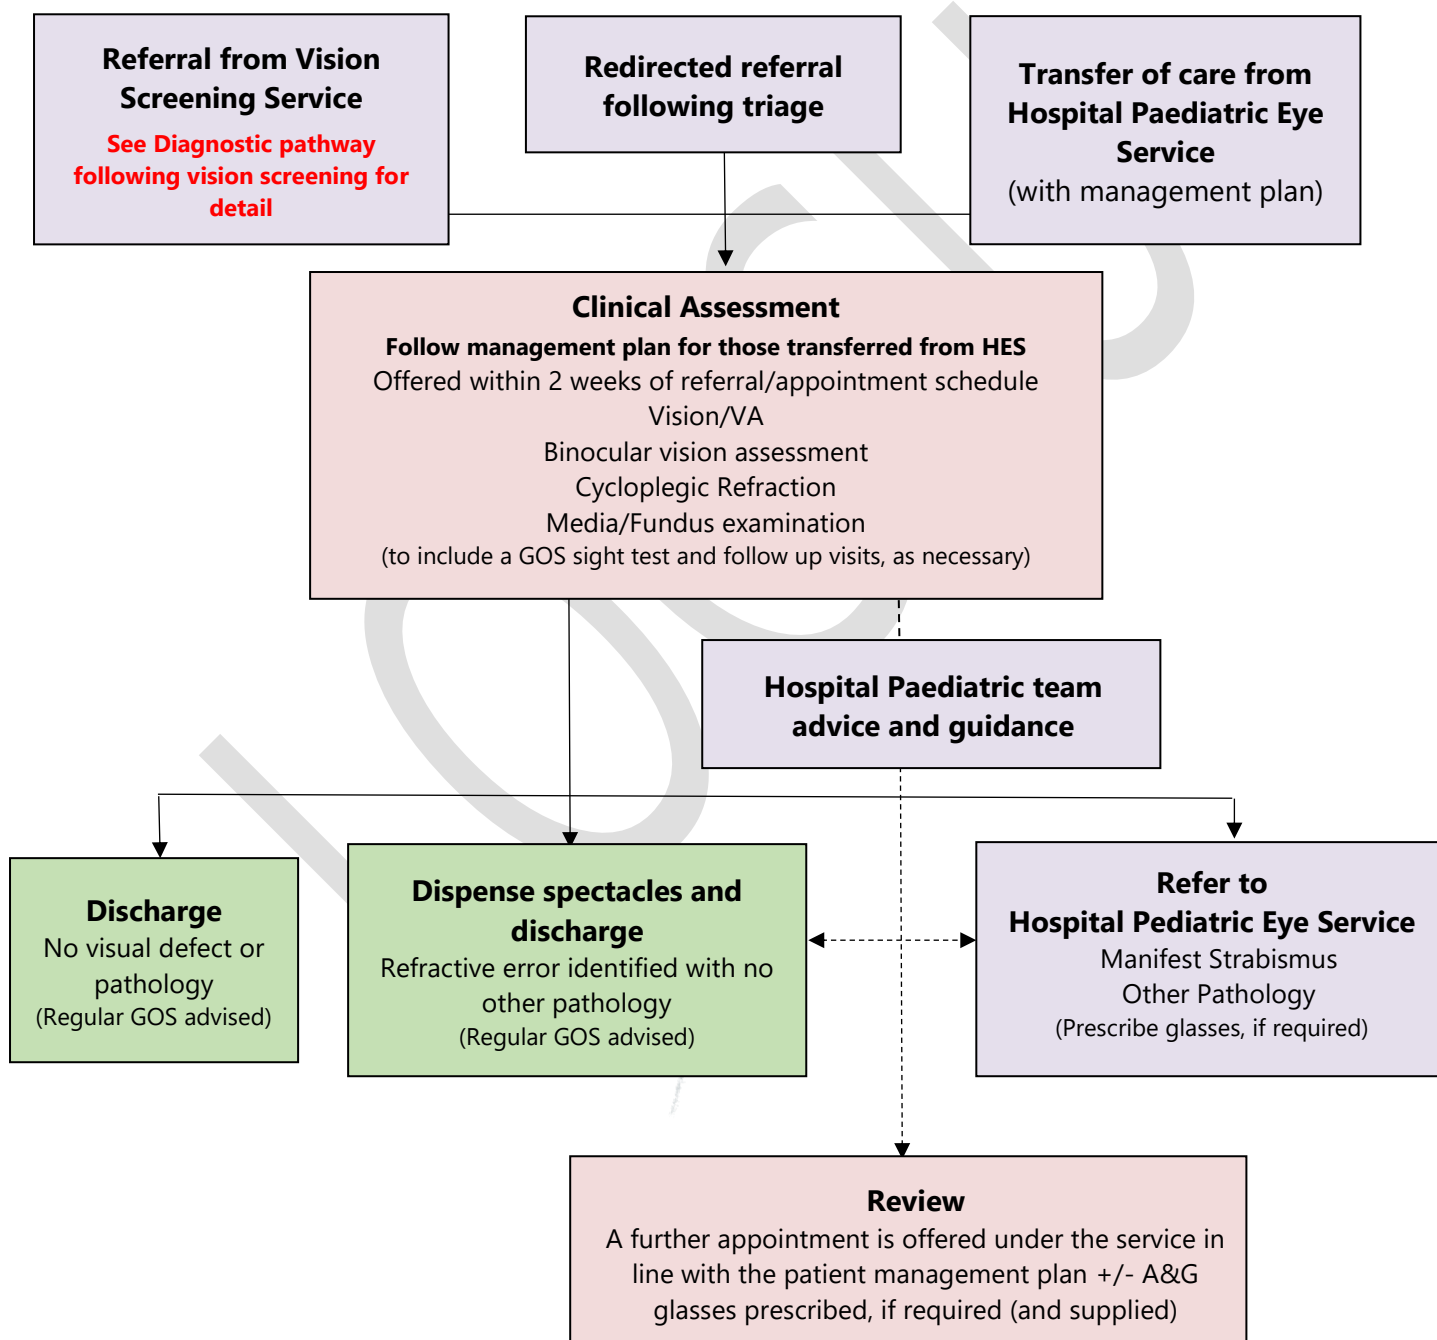 Referral from Vision
Screening Service
See Diagnostic pathway
following vision screening for
detail
Redirected referral
following triage
Transfer of care from
Hospital Paediatric Eye
Service
(with management plan)
Clinical Assessment
Follow management plan for those transferred from HES
Offered within 2 weeks of referral/appointment schedule
Vision/VA
Binocular vision assessment
Cycloplegic Refraction
Media/Fundus examination
(to include a GOS sight test and follow up visits, as necessary)
Hospital Paediatric team
advice and guidance
Discharge
No visual defect or
pathology
(Regular GOS advised)
Dispense spectacles and
discharge
Refractive error identified with no
other pathology
(Regular GOS advised)
Refer to
Hospital Pediatric Eye Service
Manifest Strabismus
Other Pathology
(Prescribe glasses, if required)
Review
A further appointment is offered under the service in
line with the patient management plan +/- A&G
glasses prescribed, if required (and supplied)